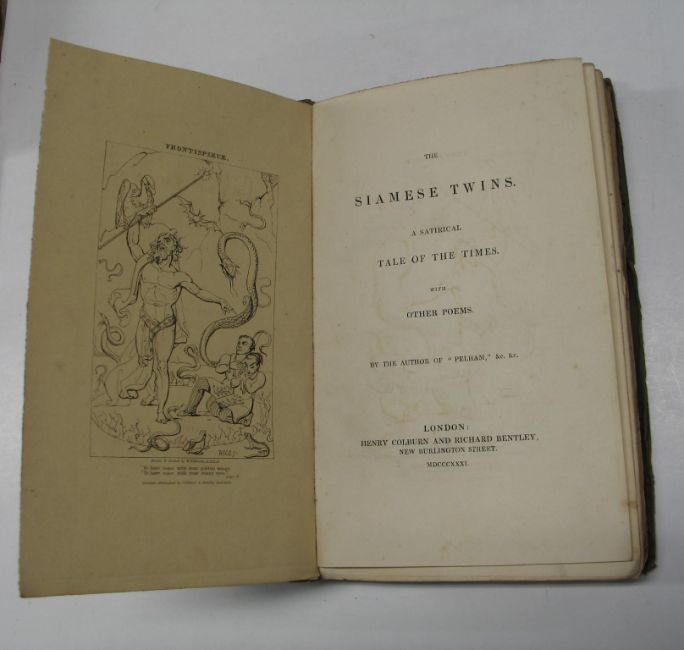 FRONTISPIECE.
THE
SIAMESE TWINS.
A SATIRICAL
TALE OF THE TIMES.
WITH
OTHER POEMS.
BY THE AUTHOR OF "PELHAM," &c. &c.
LONDON:
HENRY COLBURN AND RICHARD BENTLEY,
NEW BURLINGTON STREET.
MDCCCXXXI.